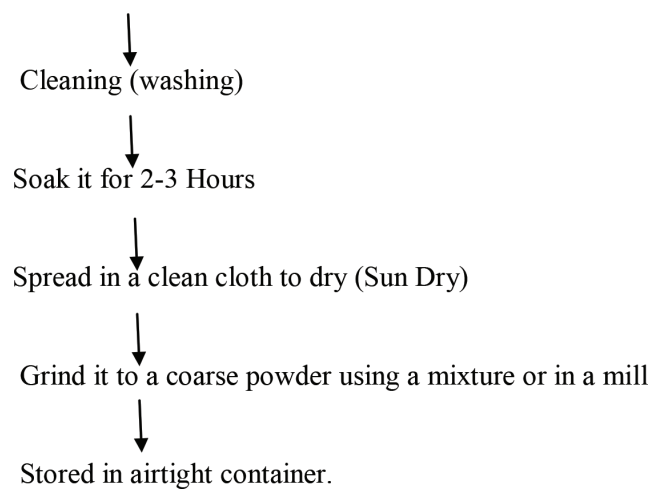 Cleaning (washing)
Soak it for 2-3 Hours
Spread in a clean cloth to dry (Sun Dry)
Grind it to a coarse powder using a mixture or in a mill
Stored in airtight container.